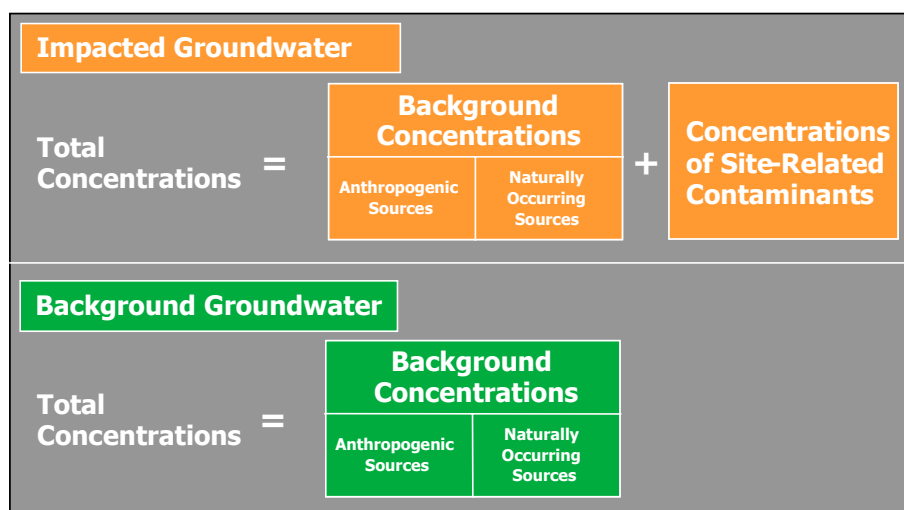 Impacted Groundwater
Total
Concentrations
=
Background
Concentrations
Anthropogenic
Sources
Naturally
Occurring
Sources
+
Concentrations
of Site-Related
Contaminants
Background Groundwater
Total
Concentrations
=
Background
Concentrations
Anthropogenic
Sources
Naturally
Occurring
Sources